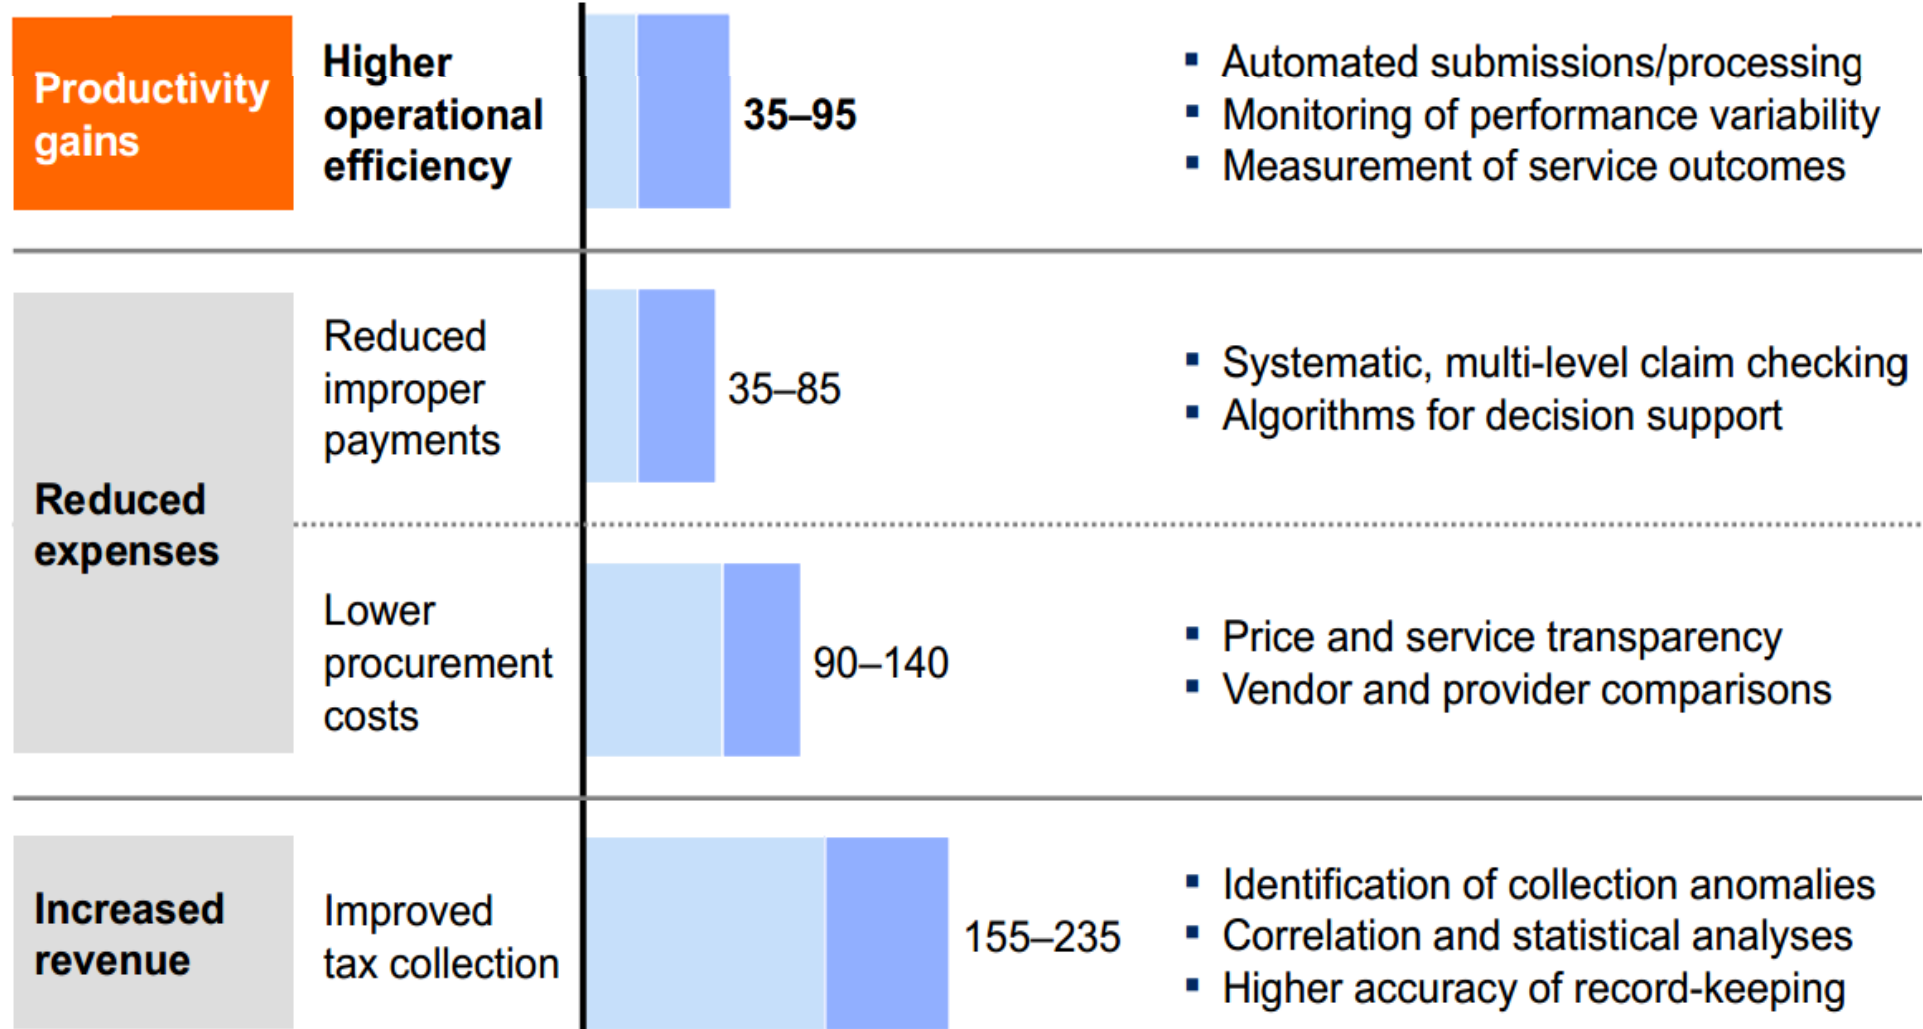 Productivity
gains
Higher
operational
efficiency
35–95
▪ Automated submissions/processing
▪ Monitoring of performance variability
▪ Measurement of service outcomes
Reduced
expenses
Reduced
improper
payments
35–85
▪ Systematic, multi-level claim checking
▪ Algorithms for decision support
Lower
procurement
costs
90–140
▪ Price and service transparency
▪ Vendor and provider comparisons
Increased
revenue
Improved
tax collection
155–235
▪ Identification of collection anomalies
▪ Correlation and statistical analyses
▪ Higher accuracy of record-keeping